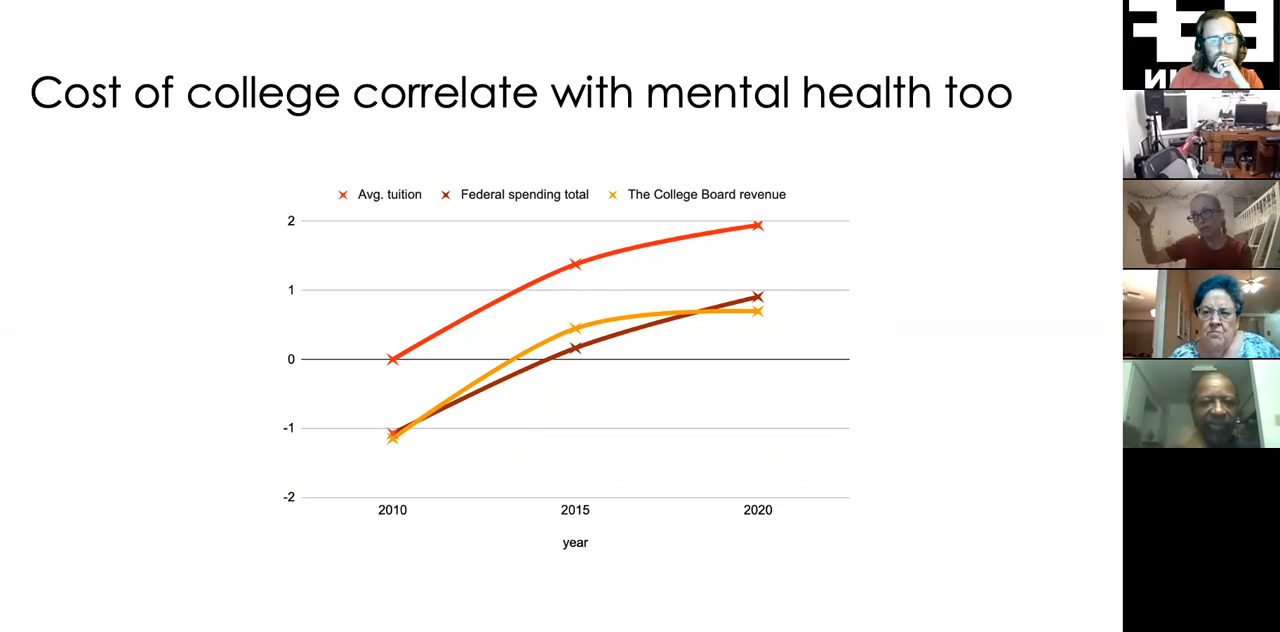 Cost of college correlate with mental health too
Avg. tuition
Federal spending total
The College Board revenue
2
1
0
-1
-2
2010
2015
2020
year